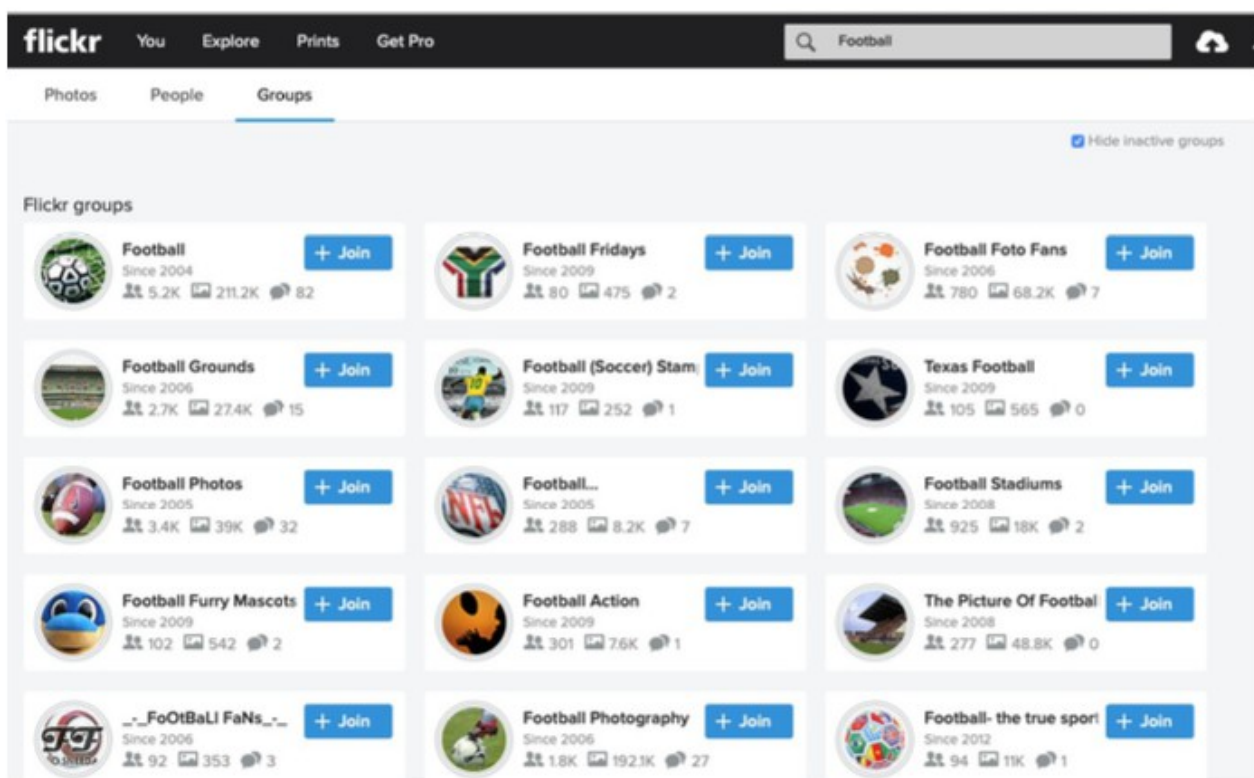 flickr You Explore Prints Get Pro Football
Photos People Groups
Hide inactive groups
Flickr groups
Football + Join
Since 2004
5.2K 211.2K 82
Football Fridays + Join
Since 2009
80 475 2
Football Foto Fans + Join
Since 2006
780 68.2K 7
Football Grounds + Join
Since 2006
2.7K 27.4K 15
Football (Soccer) Stam + Join
Since 2009
117 252 1
Texas Football + Join
Since 2009
105 565 0
Football Photos + Join
Since 2005
3.4K 39K 32
Football... + Join
Since 2005
288 8.2K 7
NFL
Football Stadiums + Join
Since 2008
925 18K 2
Football Furry Mascots + Join
Since 2009
102 542 2
Football Action + Join
Since 2009
301 7.6K 1
The Picture Of Footbal + Join
Since 2008
277 48.8K 0
_-_FoOtBaLl FaNs_-_ + Join
Since 2006
92 353 3
FF
Football Photography + Join
Since 2006
1.8K 192.1K 27
Football- the true sport + Join
Since 2012
94 11K 1